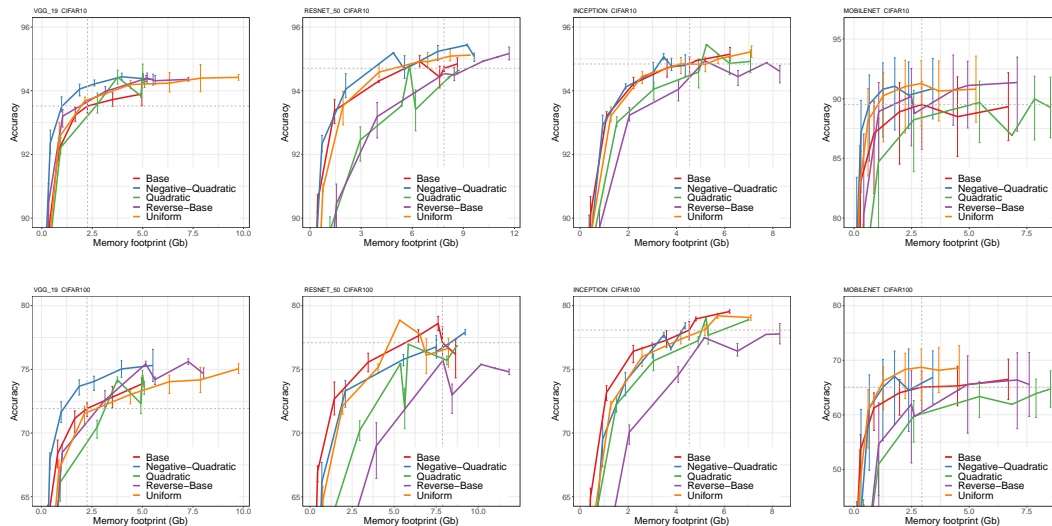 VGG_19 CIFAR10
Accuracy
96
94
92
90
Base
Negative−Quadratic
Quadratic
Reverse−Base
Uniform
0.0 2.5 5.0 7.5 10.0
Memory footprint (Gb)
RESNET_50 CIFAR10
Accuracy
96
94
92
90
Base
Negative−Quadratic
Quadratic
Reverse−Base
Uniform
0 3 6 9 12
Memory footprint (Gb)
INCEPTION CIFAR10
Accuracy
96
94
92
90
Base
Negative−Quadratic
Quadratic
Reverse−Base
Uniform
0 2 4 6 8
Memory footprint (Gb)
MOBILENET CIFAR10
Accuracy
95
90
85
80
Base
Negative−Quadratic
Quadratic
Reverse−Base
Uniform
0.0 2.5 5.0 7.5
Memory footprint (Gb)
VGG_19 CIFAR100
Accuracy
80
75
70
65
Base
Negative−Quadratic
Quadratic
Reverse−Base
Uniform
0.0 2.5 5.0 7.5 10.0
Memory footprint (Gb)
RESNET_50 CIFAR100
Accuracy
80
75
70
65
Base
Negative−Quadratic
Quadratic
Reverse−Base
Uniform
0.0 2.5 5.0 7.5 10.0
Memory footprint (Gb)
INCEPTION CIFAR100
Accuracy
80
75
70
65
Base
Negative−Quadratic
Quadratic
Reverse−Base
Uniform
0 2 4 6 8
Memory footprint (Gb)
MOBILENET CIFAR100
Accuracy
80
70
60
50
Base
Negative−Quadratic
Quadratic
Reverse−Base
Uniform
0.0 2.5 5.0 7.5
Memory footprint (Gb)